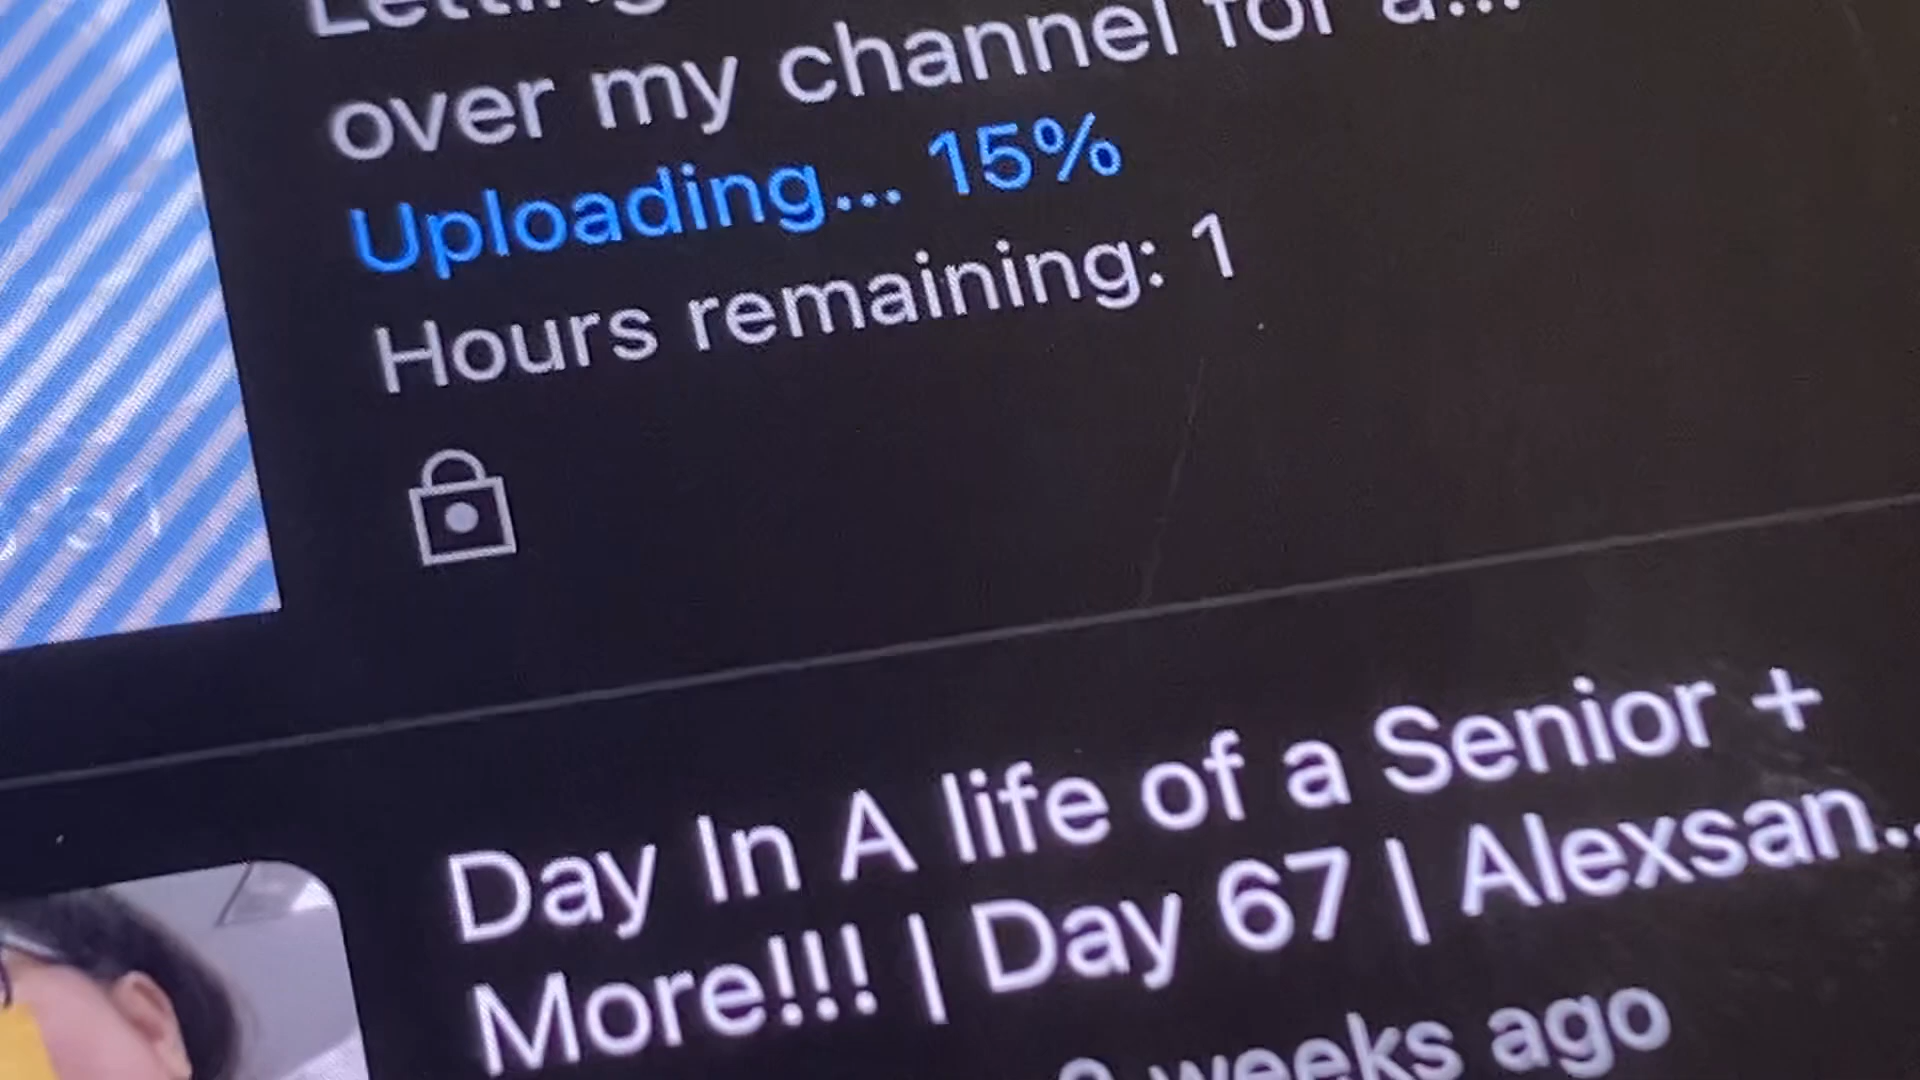 Letting
over my channel for a...
Uploading... 15%
Hours remaining: 1
Day In A life of a Senior +
More!!! | Day 67 | Alexsan...
weeks ago